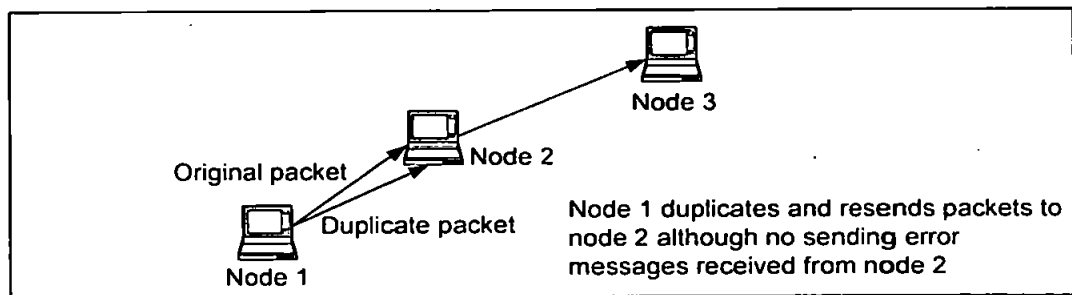 Node 3
Node 2
Original packet
Duplicate packet
Node 1
Node 1 duplicates and resends packets to
node 2 although no sending error
messages received from node 2